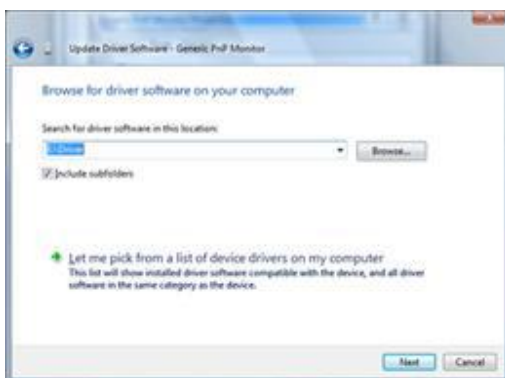 Update Driver Software - Generic PnP Monitor
Browse for driver software on your computer
Search for driver software in this location:
Browse...
Include subfolders
Let me pick from a list of device drivers on my computer
This list will show installed driver software compatible with the device, and all driver
software in the same category as the device.
Next
Cancel